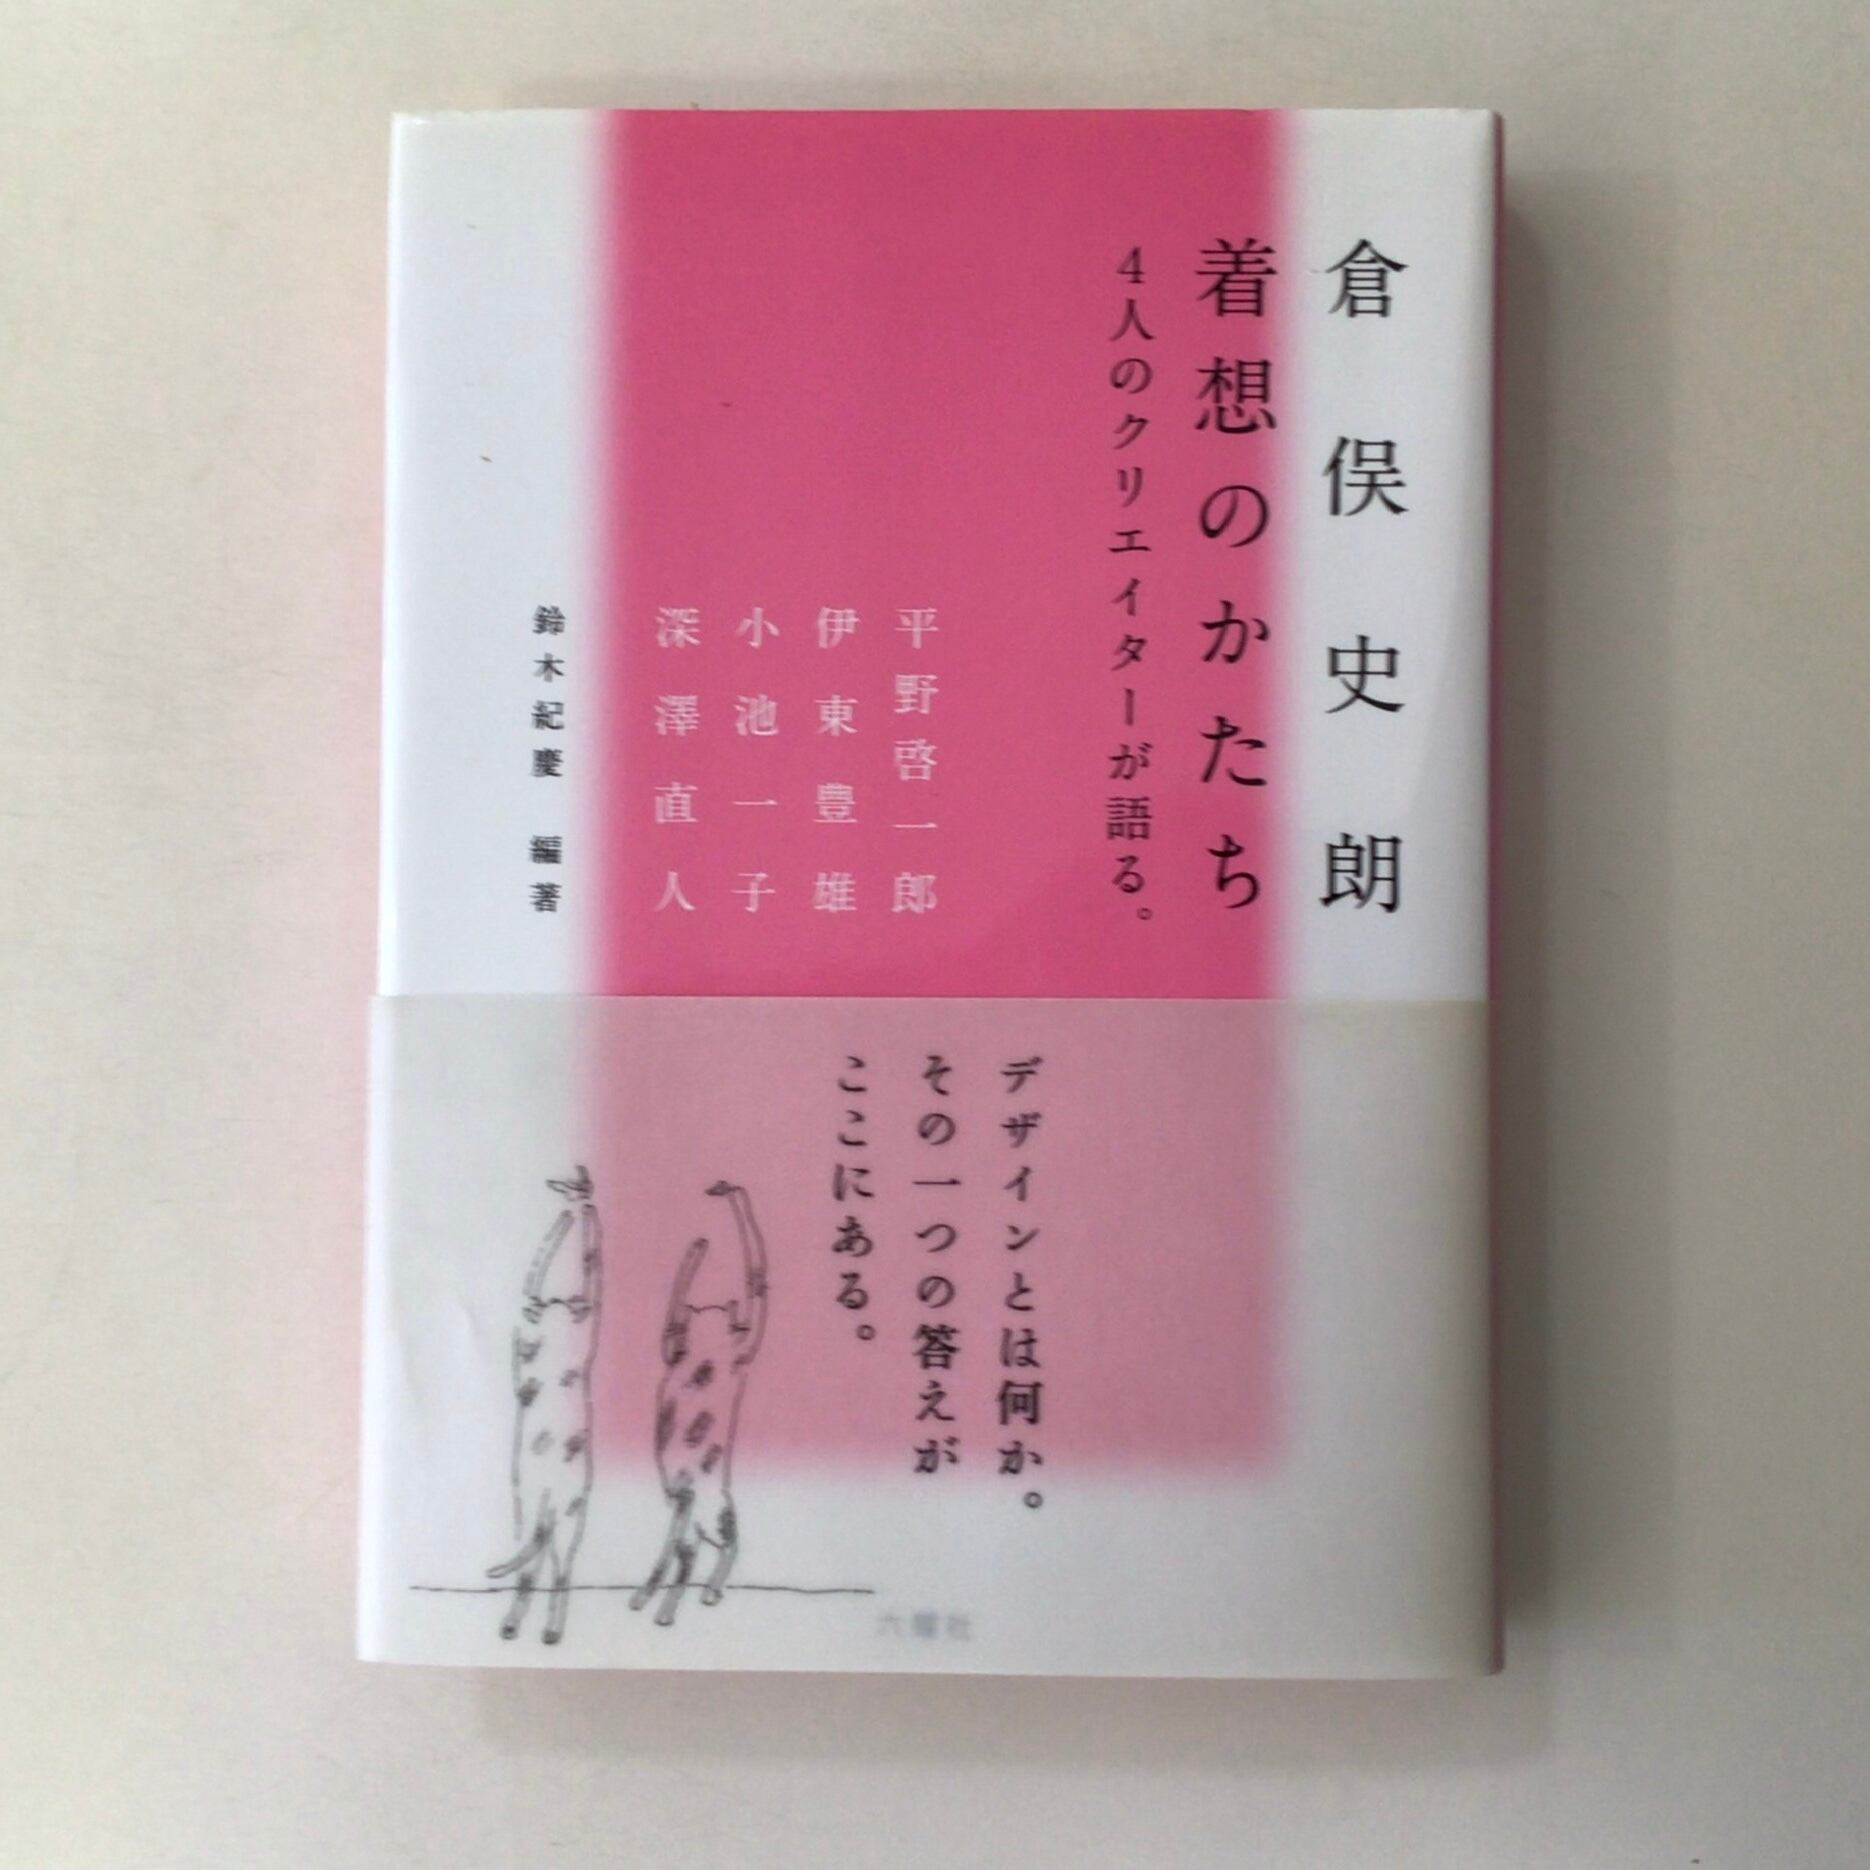 倉俣史朗
着想のかたち
4人のクリエイターが語る。
平野啓一郎
伊東豊雄
小池一子
深澤直人
鈴木紀慶 編著
デザインとは何か。
その一つの答えが
ここにある。
六耀社